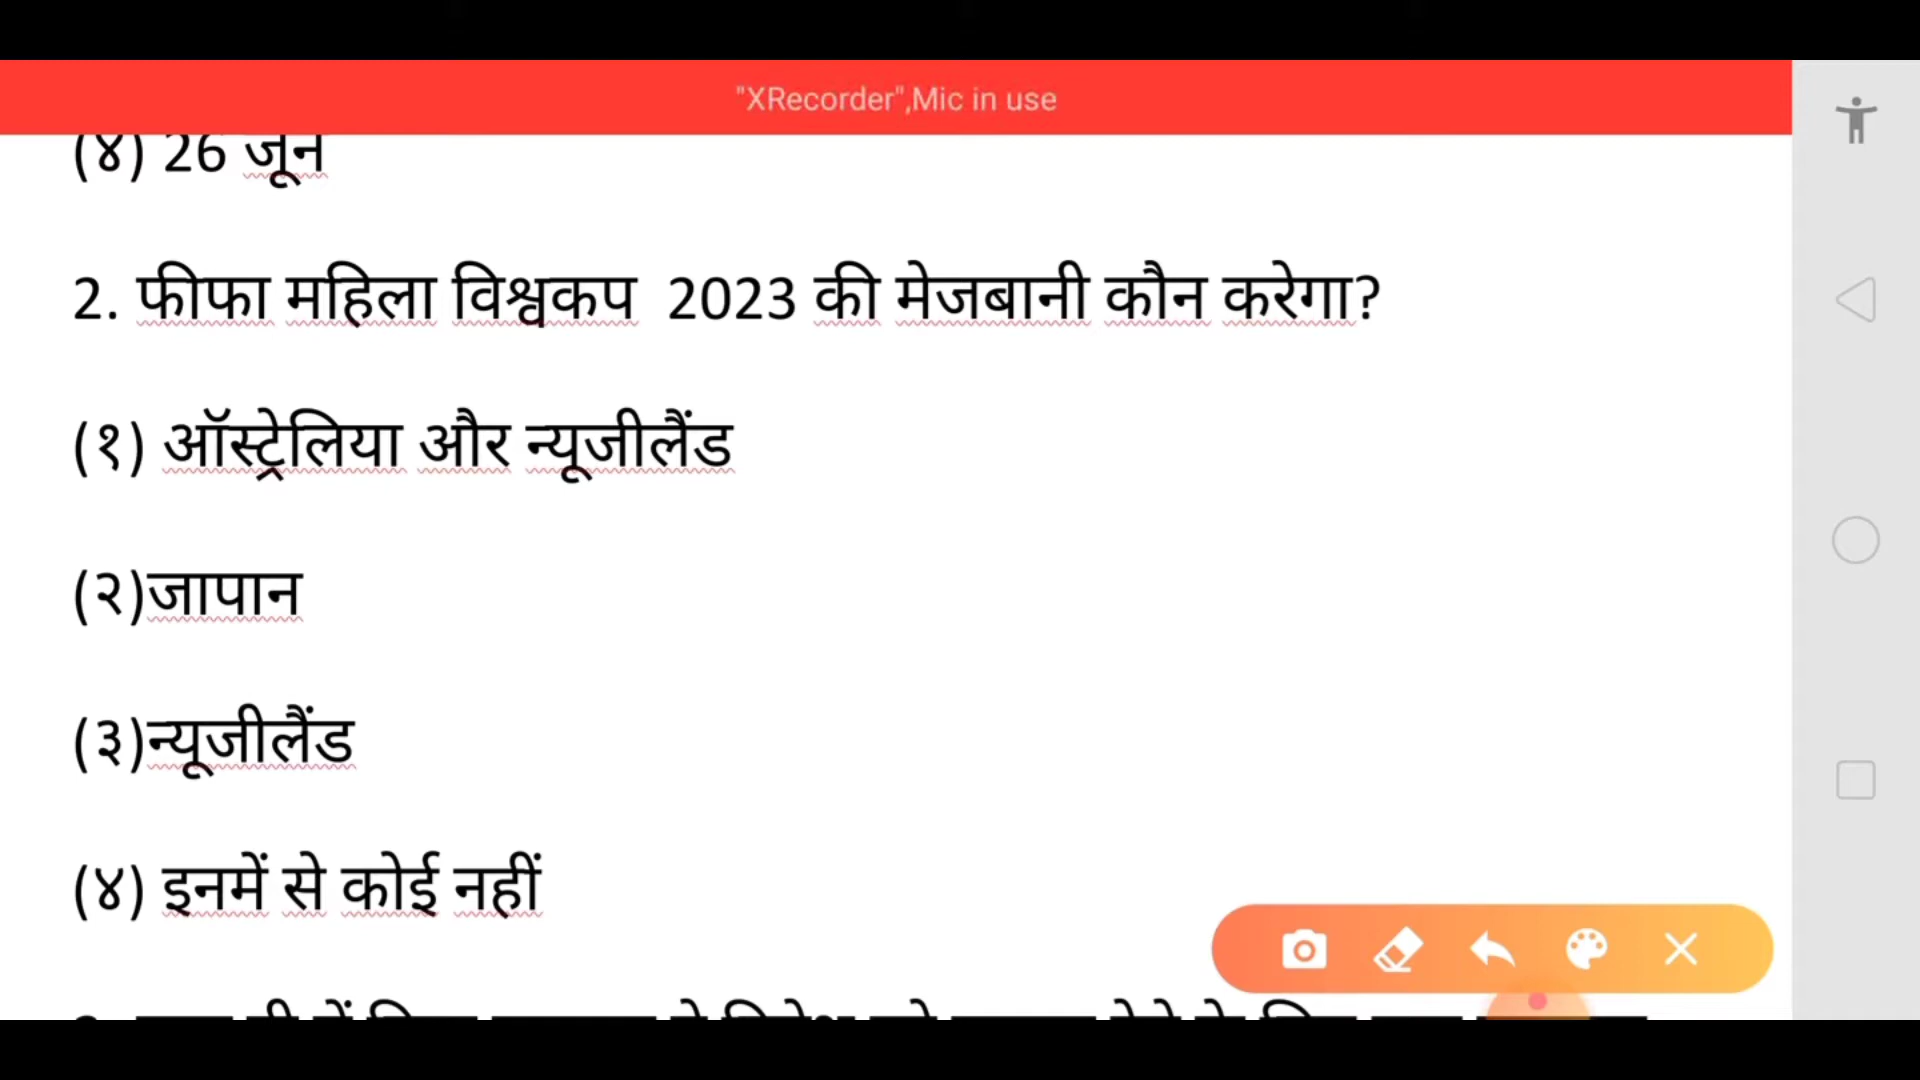 "XRecorder",Mic in use
(४) 26 जून
2. फीफा महिला विश्वकप 2023 की मेजबानी कौन करेगा?
(१) ऑस्ट्रेलिया और न्यूजीलैंड
(२)जापान
(३)न्यूजीलैंड
(४) इनमें से कोई नहीं